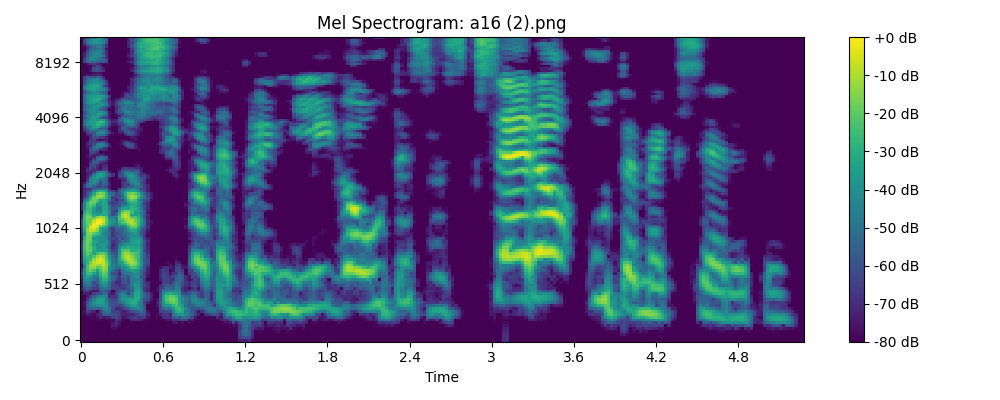 Mel Spectrogram: a16 (2).png
Hz
8192
4096
2048
1024
512
0
0 0.6 1.2 1.8 2.4 3 3.6 4.2 4.8
Time
+0 dB
-10 dB
-20 dB
-30 dB
-40 dB
-50 dB
-60 dB
-70 dB
-80 dB